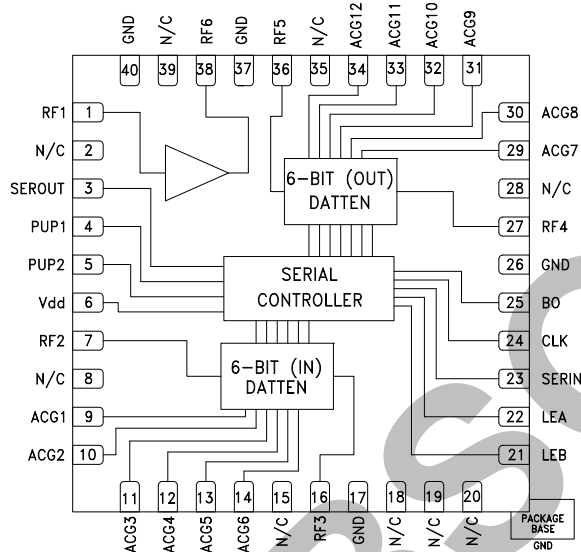 GND N/C RF6 GND RF5 N/C ACG12 ACG11 ACG10 ACG9
40 39 38 37 36 35 34 33 32 31
RF1 1
N/C 2
SEROUT 3
PUP1 4
PUP2 5
Vdd 6
RF2 7
N/C 8
ACG1 9
ACG2 10
6-BIT (OUT)
DATTEN
SERIAL
CONTROLLER
6-BIT (IN)
DATTEN
30 ACG8
29 ACG7
28 N/C
27 RF4
26 GND
25 BO
24 CLK
23 SERIN
22 LEA
21 LEB
11 12 13 14 15 16 17 18 19 20
ACG3 ACG4 ACG5 ACG6 N/C RF3 GND N/C N/C N/C
PACKAGE
BASE
GND